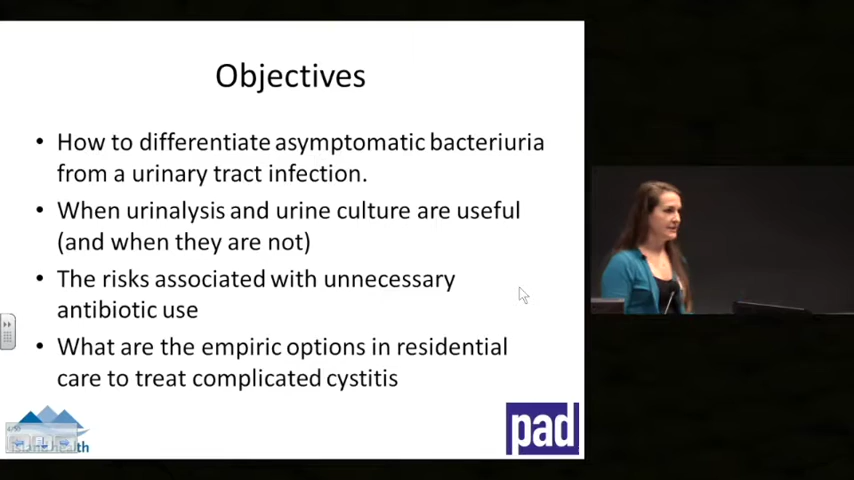 Objectives
• How to differentiate asymptomatic bacteriuria
from a urinary tract infection.
• When urinalysis and urine culture are useful
(and when they are not)
• The risks associated with unnecessary
antibiotic use
• What are the empiric options in residential
care to treat complicated cystitis
island health
pad